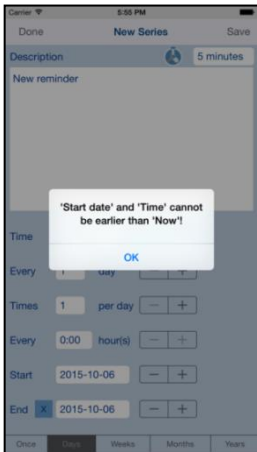 Carrier 5:55 PM
Done New Series Save
Description 5 minutes
New reminder
'Start date' and 'Time' cannot
be earlier than 'Now'!
OK
Time
Every 1 day − +
Times 1 per day − +
Every 0:00 hour(s) − +
Start 2015-10-06 − +
End X 2015-10-06 − +
Once Days Weeks Months Years